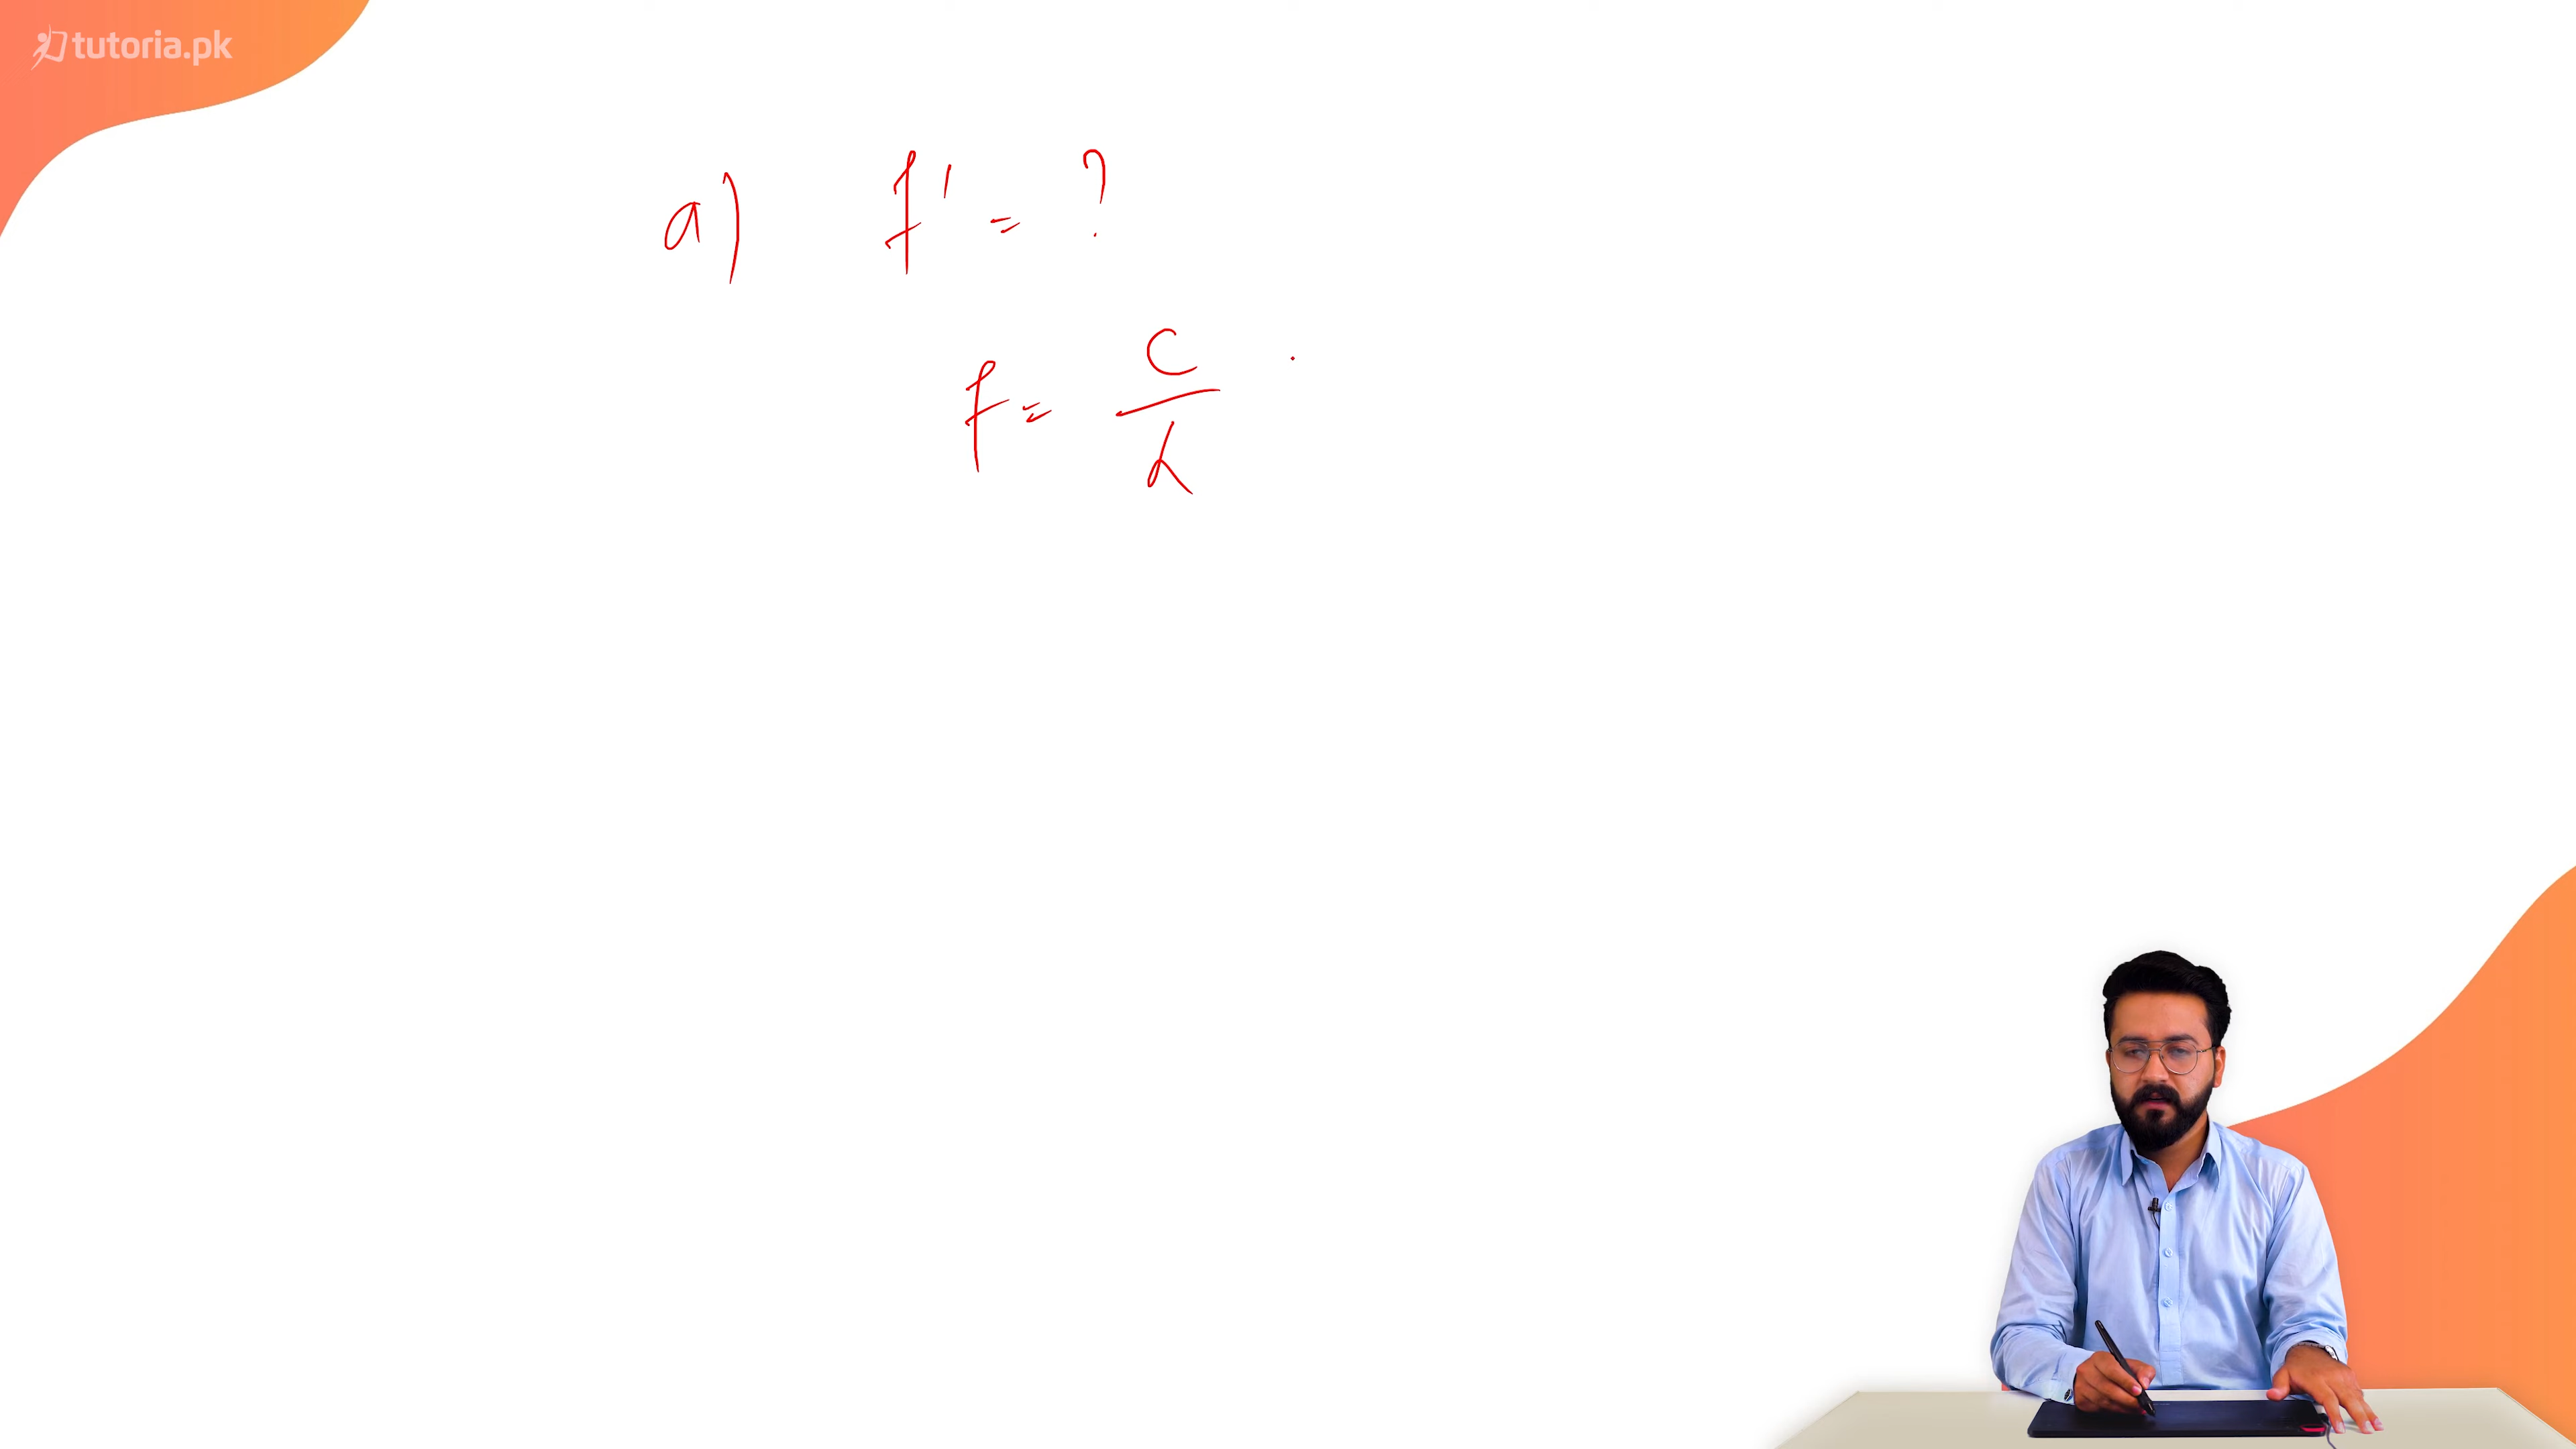 tutoria.pk
a) f' = ?
f = c/λ